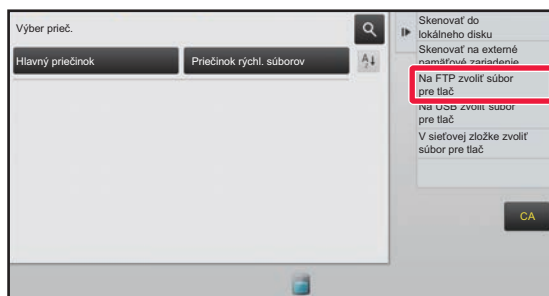 Výber prieč.
Hlavný priečinok
Priečinok rýchl. súborov
A
Z
Skenovať do
lokálneho disku
Skenovať na externé
pamäťové zariadenie
Na FTP zvoliť súbor
pre tlač
Na USB zvoliť súbor
pre tlač
V sieťovej zložke zvoliť
súbor pre tlač
CA